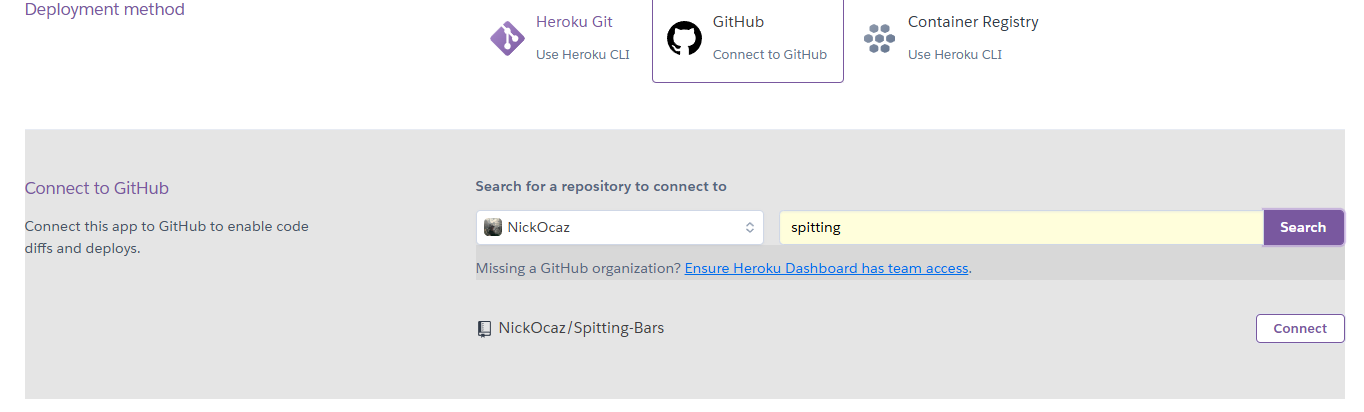 Deployment method
Heroku Git
Use Heroku CLI
GitHub
Connect to GitHub
Container Registry
Use Heroku CLI
Connect to GitHub
Connect this app to GitHub to enable code
diffs and deploys.
Search for a repository to connect to
NickOcaz
spitting
Search
Missing a GitHub organization? Ensure Heroku Dashboard has team access.
NickOcaz/Spitting-Bars
Connect